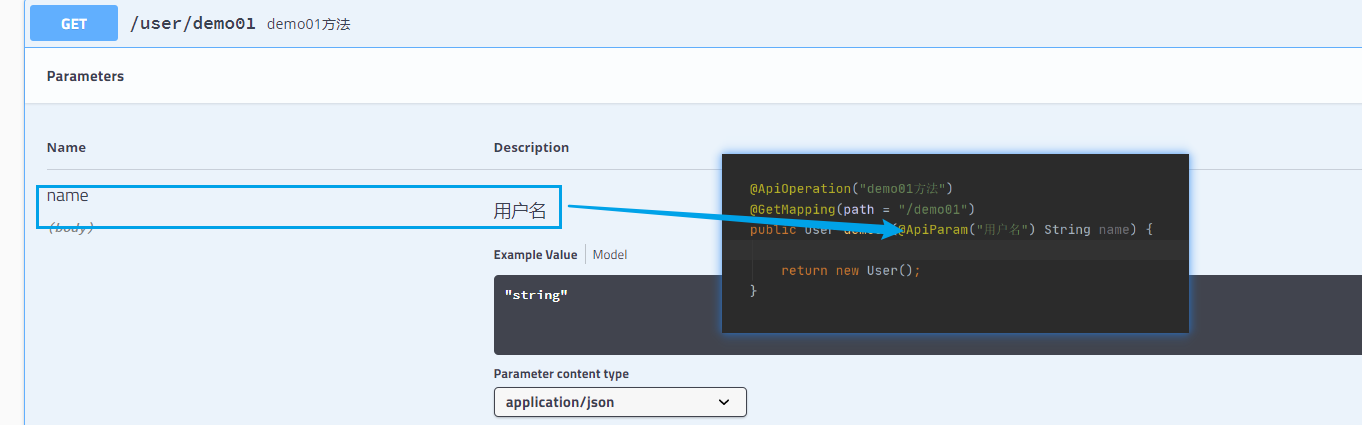 GET /user/demo01 demo01方法
Parameters
Name Description
name 用户名
(body)
Example Value Model
"string"
Parameter content type
application/json
@ApiOperation("demo01方法")
@GetMapping(path = "/demo01")
public User @ApiParam("用户名") String name) {
return new User();
}